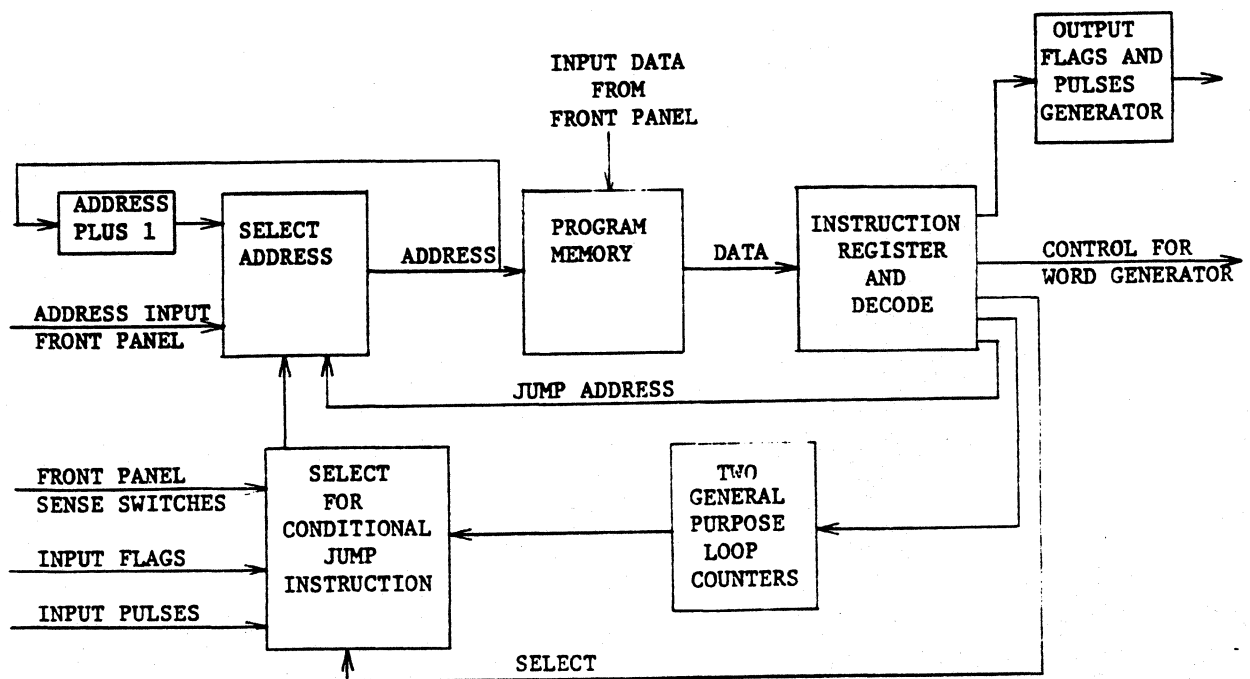 OUTPUT
FLAGS AND
PULSES
GENERATOR
INPUT DATA
FROM
FRONT PANEL
ADDRESS
PLUS 1
SELECT
ADDRESS
ADDRESS
PROGRAM
MEMORY
DATA
INSTRUCTION
REGISTER
AND
DECODE
CONTROL FOR
WORD GENERATOR
ADDRESS INPUT
FRONT PANEL
JUMP ADDRESS
FRONT PANEL
SENSE SWITCHES
INPUT FLAGS
INPUT PULSES
SELECT
FOR
CONDITIONAL
JUMP
INSTRUCTION
TWO
GENERAL
PURPOSE
LOOP
COUNTERS
SELECT